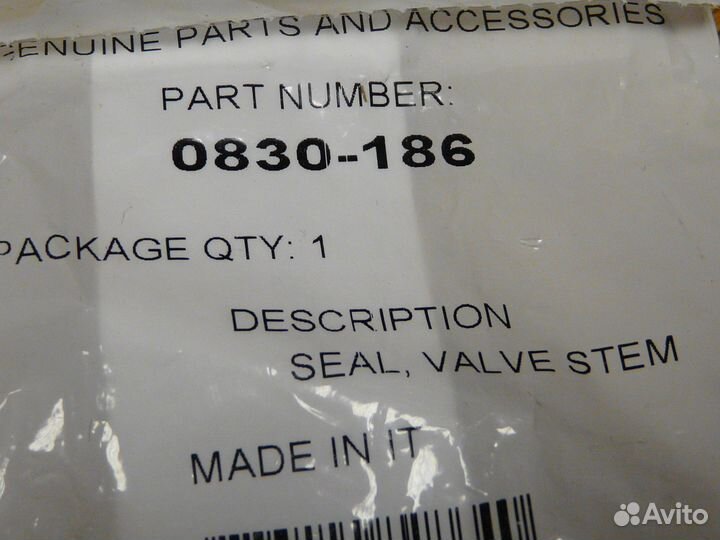 GENUINE PARTS AND ACCESSORIES
PART NUMBER:
0830-186
PACKAGE QTY: 1
DESCRIPTION
SEAL, VALVE STEM
MADE IN IT
Avito